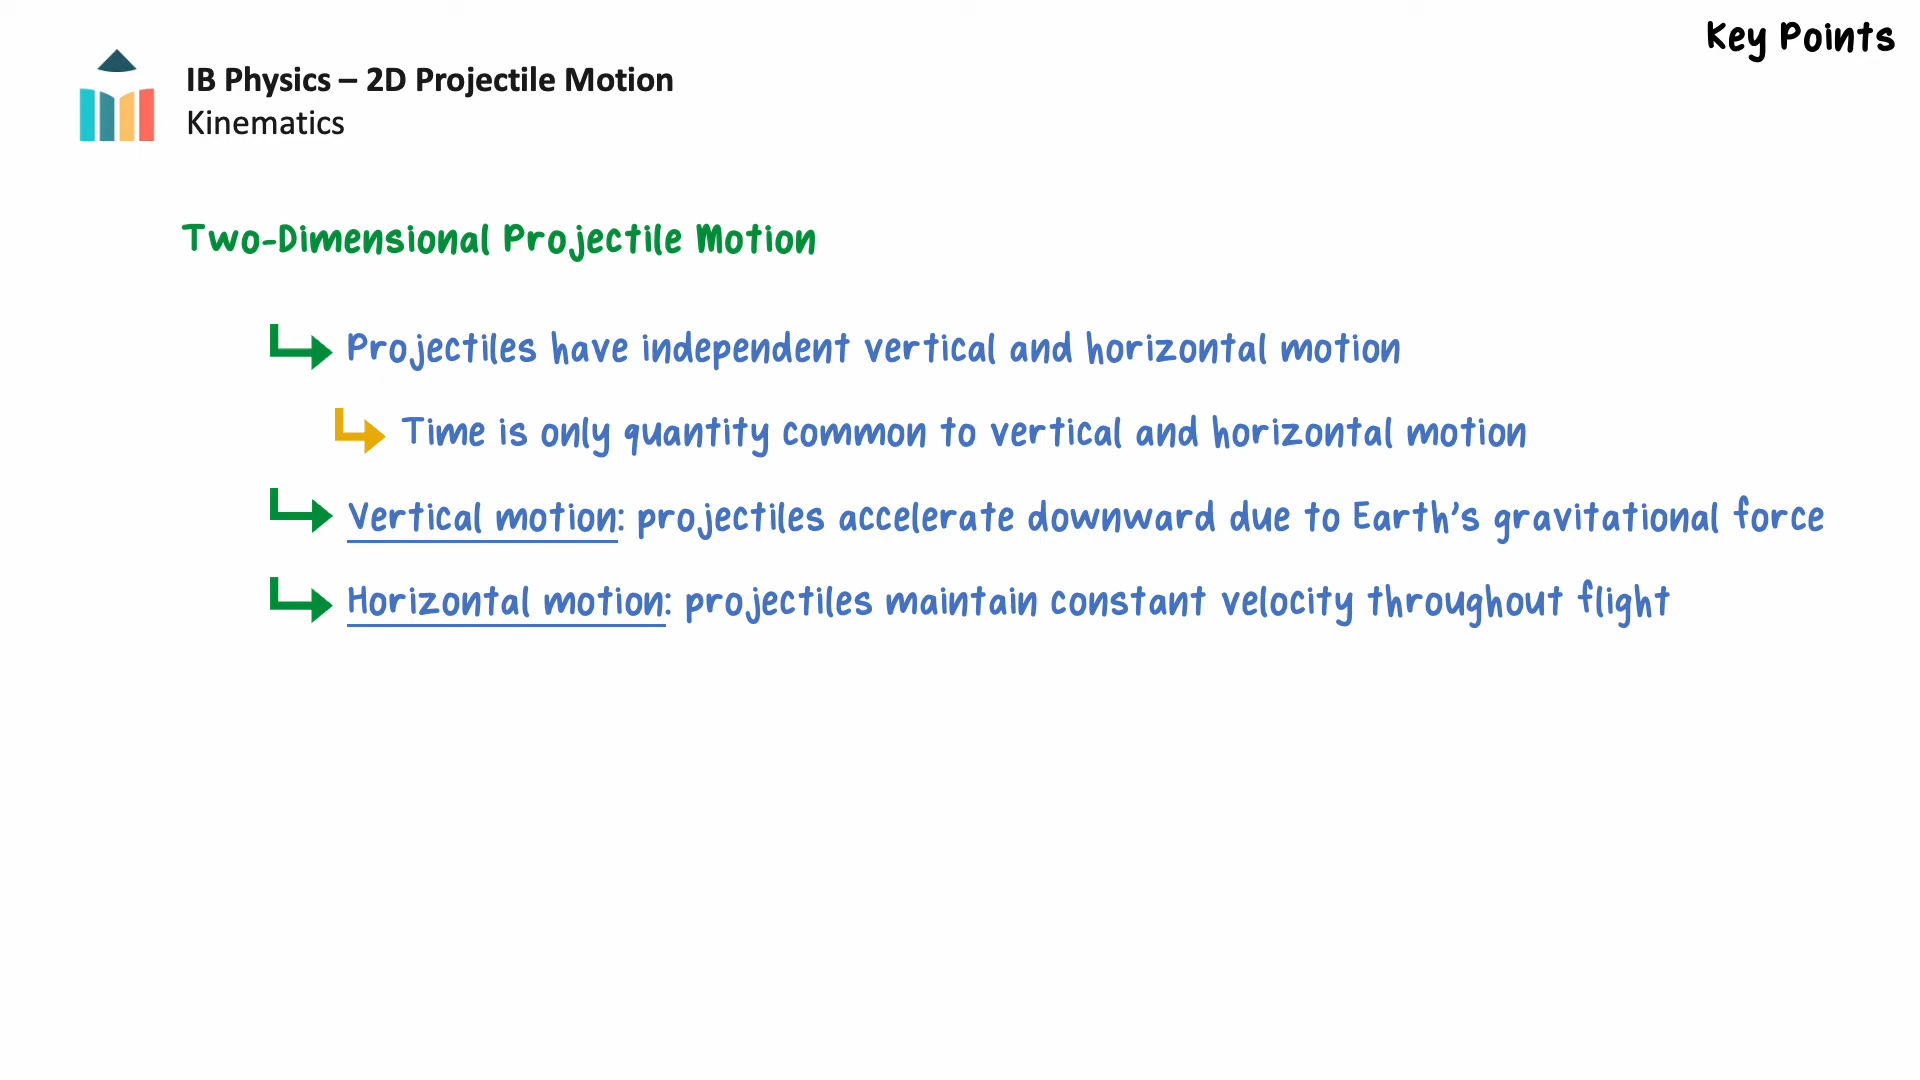 Key Points
IB Physics – 2D Projectile Motion
Kinematics
Two-Dimensional Projectile Motion
Projectiles have independent vertical and horizontal motion
Time is only quantity common to vertical and horizontal motion
Vertical motion: projectiles accelerate downward due to Earth's gravitational force
Horizontal motion: projectiles maintain constant velocity throughout flight